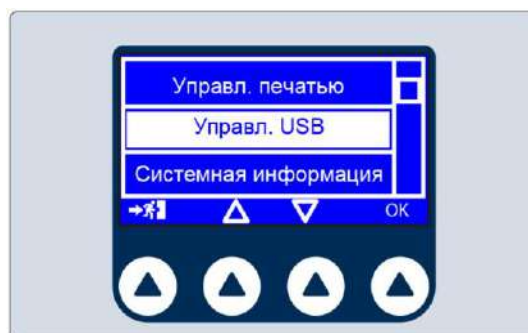 Управл. печатью
Управл. USB
Системная информация
OK